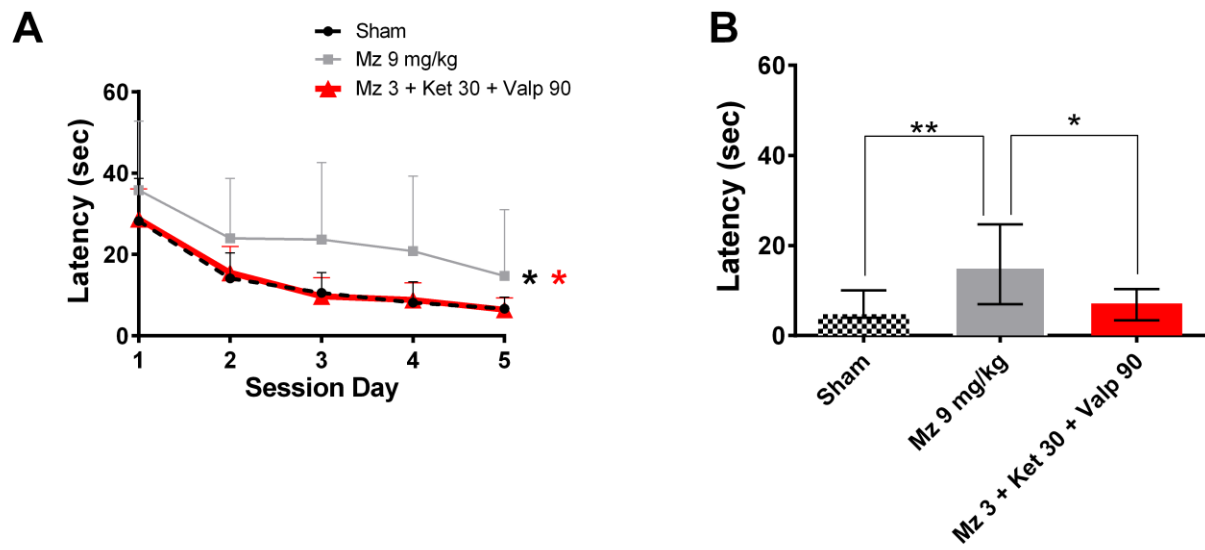 A
Sham
Mz 9 mg/kg
Mz 3 + Ket 30 + Valp 90
Latency (sec)
60
40
20
0
* *
1 2 3 4 5
Session Day
B
Latency (sec)
60
40
20
0
** *
Sham
Mz 9 mg/kg
Mz 3 + Ket 30 + Valp 90